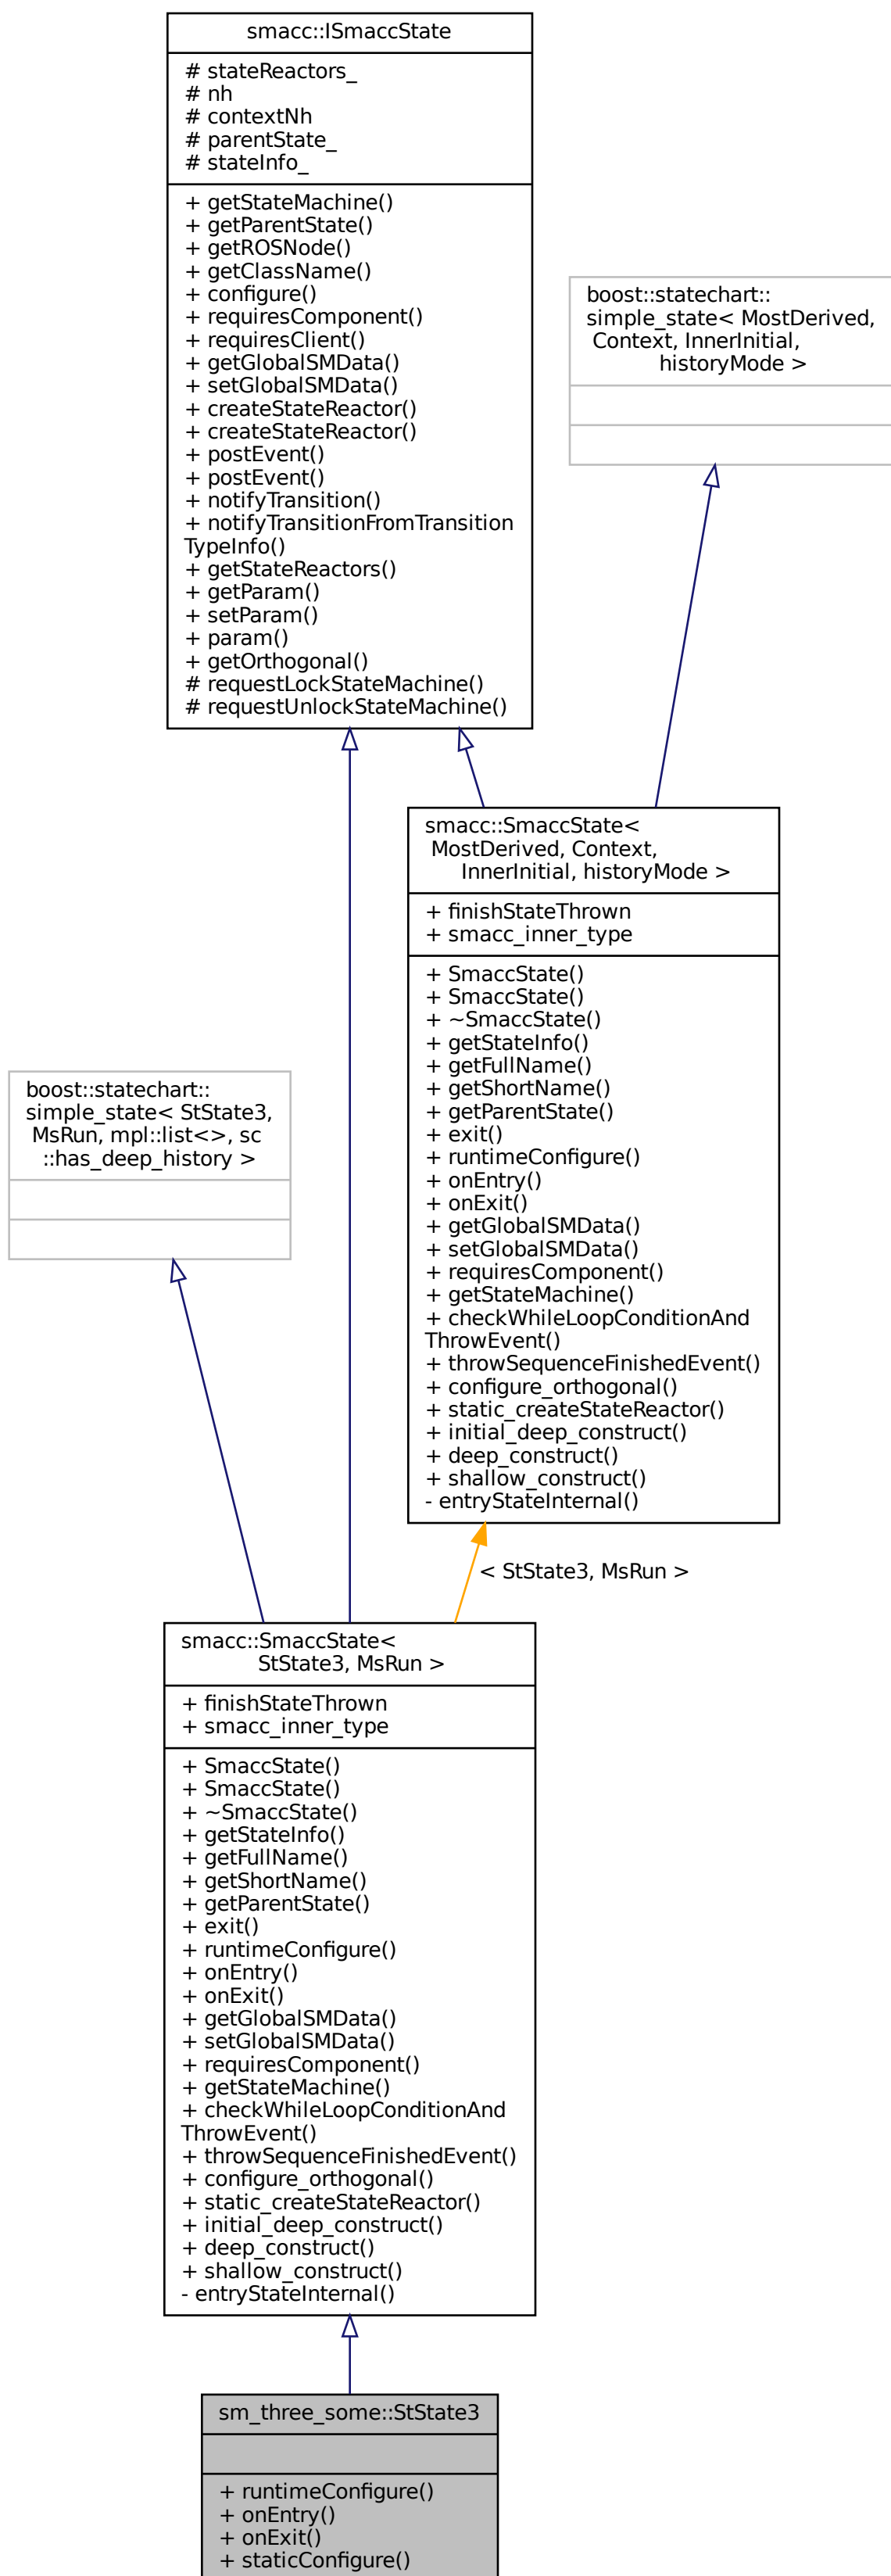 smacc::ISmaccState
# stateReactors_
# nh
# contextNh
# parentState_
# stateInfo_
+ getStateMachine()
+ getParentState()
+ getROSNode()
+ getClassName()
+ configure()
+ requiresComponent()
+ requiresClient()
+ getGlobalSMData()
+ setGlobalSMData()
+ createStateReactor()
+ createStateReactor()
+ postEvent()
+ postEvent()
+ notifyTransition()
+ notifyTransitionFromTransition
TypeInfo()
+ getStateReactors()
+ getParam()
+ setParam()
+ param()
+ getOrthogonal()
# requestLockStateMachine()
# requestUnlockStateMachine()
boost::statechart::
simple_state< MostDerived,
Context, InnerInitial,
historyMode >
smacc::SmaccState<
MostDerived, Context,
InnerInitial, historyMode >
+ finishStateThrown
+ smacc_inner_type
+ SmaccState()
+ SmaccState()
+ ~SmaccState()
+ getStateInfo()
+ getFullName()
+ getShortName()
+ getParentState()
+ exit()
+ runtimeConfigure()
+ onEntry()
+ onExit()
+ getGlobalSMData()
+ setGlobalSMData()
+ requiresComponent()
+ getStateMachine()
+ checkWhileLoopConditionAnd
ThrowEvent()
+ throwSequenceFinishedEvent()
+ configure_orthogonal()
+ static_createStateReactor()
+ initial_deep_construct()
+ deep_construct()
+ shallow_construct()
- entryStateInternal()
boost::statechart::
simple_state< StState3,
MsRun, mpl::list<>, sc
::has_deep_history >
< StState3, MsRun >
smacc::SmaccState<
StState3, MsRun >
+ finishStateThrown
+ smacc_inner_type
+ SmaccState()
+ SmaccState()
+ ~SmaccState()
+ getStateInfo()
+ getFullName()
+ getShortName()
+ getParentState()
+ exit()
+ runtimeConfigure()
+ onEntry()
+ onExit()
+ getGlobalSMData()
+ setGlobalSMData()
+ requiresComponent()
+ getStateMachine()
+ checkWhileLoopConditionAnd
ThrowEvent()
+ throwSequenceFinishedEvent()
+ configure_orthogonal()
+ static_createStateReactor()
+ initial_deep_construct()
+ deep_construct()
+ shallow_construct()
- entryStateInternal()
sm_three_some::StState3
+ runtimeConfigure()
+ onEntry()
+ onExit()
+ staticConfigure()